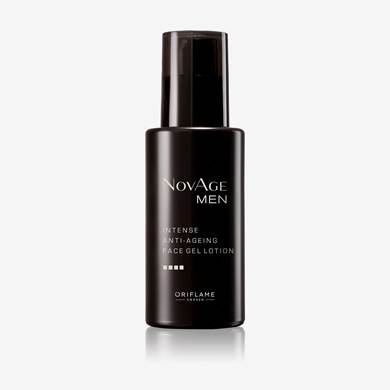 NOVAGE
MEN
INTENSE
ANTI-AGEING
FACE GEL LOTION
ORIFLAME
SWEDEN